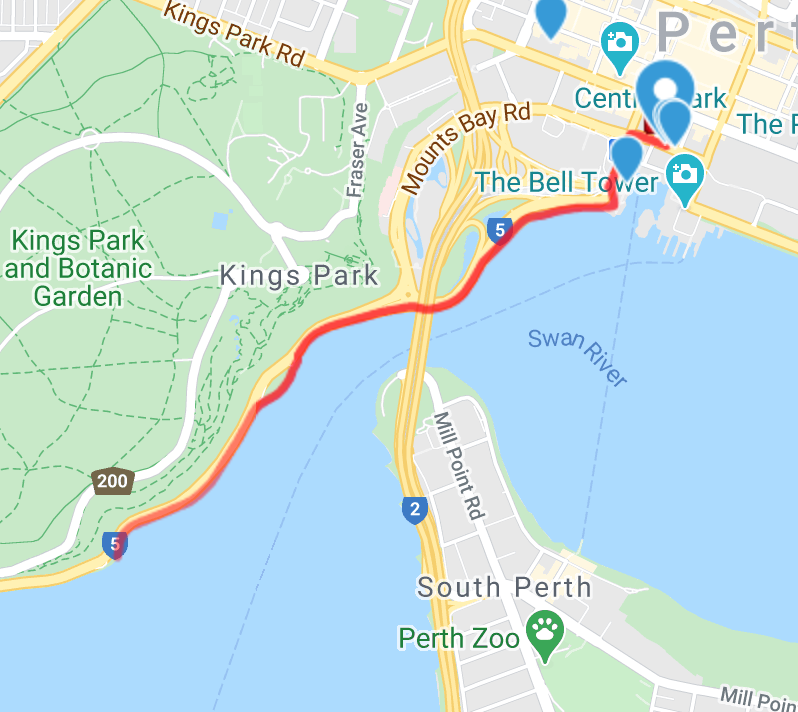 Kings Park Rd
Pert
Central Park
The P
Mounts Bay Rd
Fraser Ave
The Bell Tower
5
Kings Park
and Botanic
Garden
Kings Park
Swan River
200
Mill Point Rd
2
5
South Perth
Perth Zoo
Mill Poin